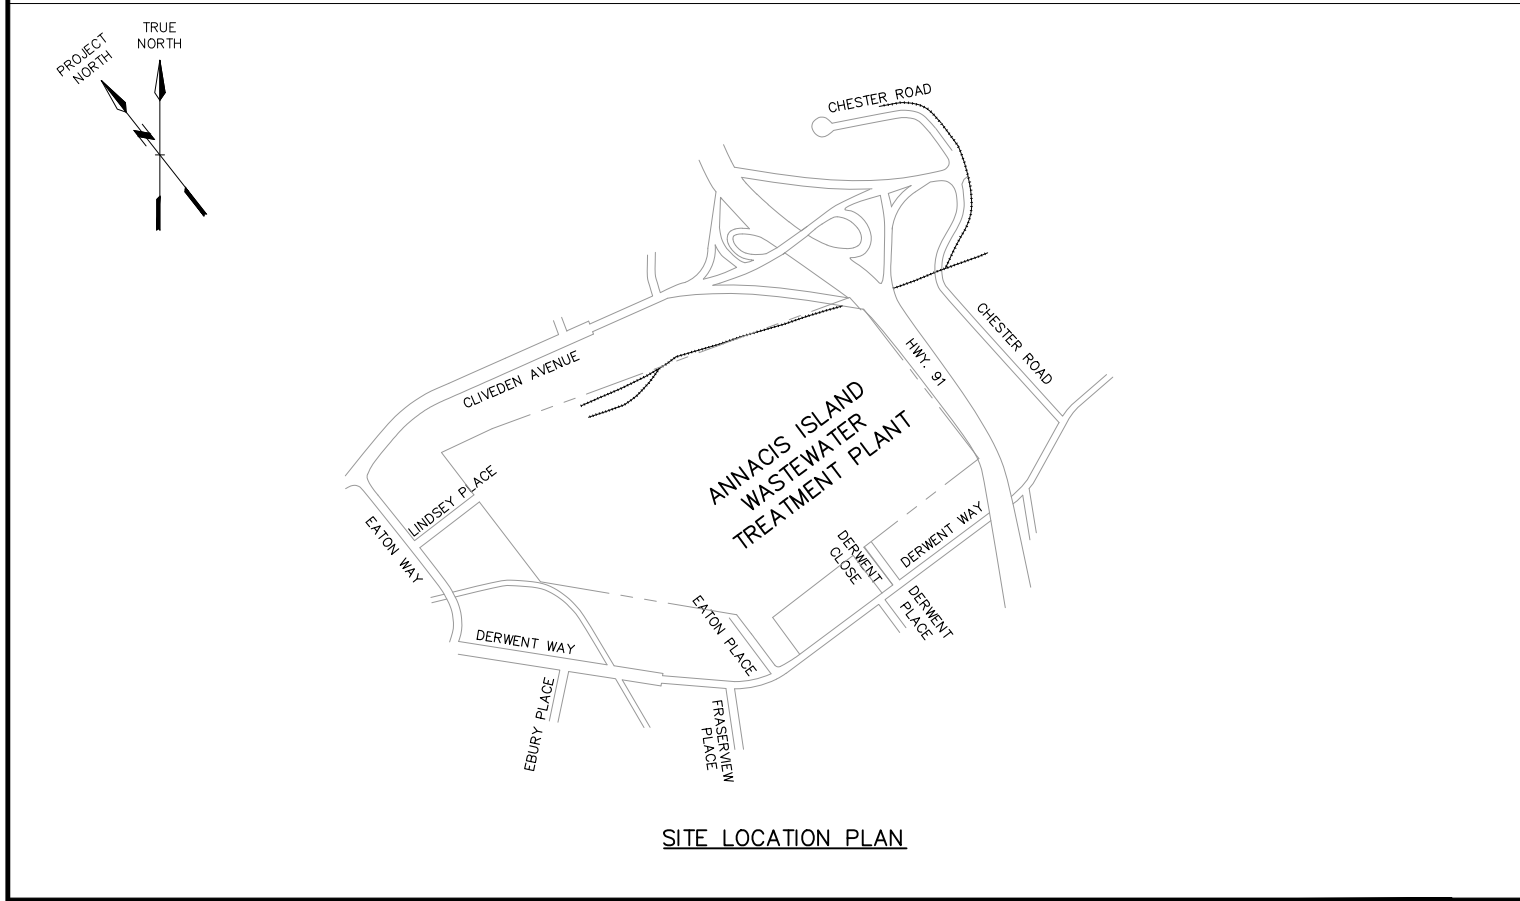 TRUE
NORTH
PROJECT
NORTH
CHESTER ROAD
CHESTER ROAD
HWY. 91
CLIVEDEN AVENUE
ANNACIS ISLAND
WASTEWATER
TREATMENT PLANT
LINDSEY PLACE
EATON WAY
DERWENT WAY
DERWENT
CLOSE
DERWENT
PLACE
EATON PLACE
DERWENT WAY
EBURY PLACE
FRASERVIEW
PLACE
SITE LOCATION PLAN